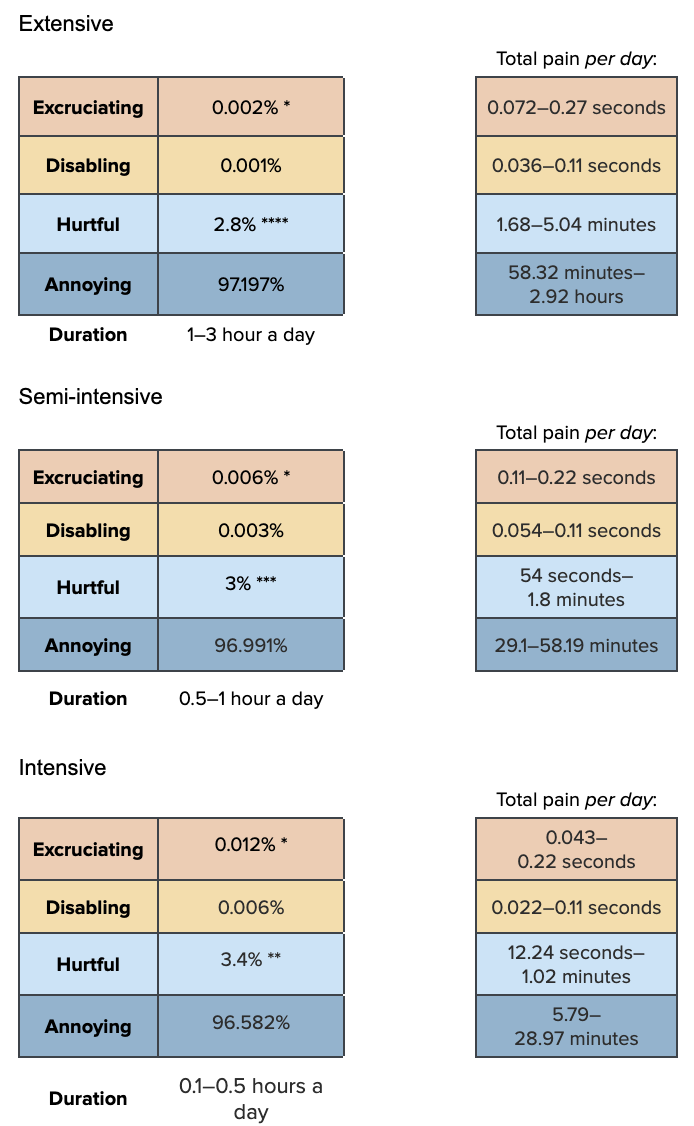 Extensive
Total pain per day:
Excruciating 0.002% * 0.072–0.27 seconds
Disabling 0.001% 0.036–0.11 seconds
Hurtful 2.8% **** 1.68–5.04 minutes
Annoying 97.197% 58.32 minutes–
2.92 hours
Duration 1–3 hour a day
Semi-intensive
Total pain per day:
Excruciating 0.006% * 0.11–0.22 seconds
Disabling 0.003% 0.054–0.11 seconds
Hurtful 3% *** 54 seconds–
1.8 minutes
Annoying 96.991% 29.1–58.19 minutes
Duration 0.5–1 hour a day
Intensive
Total pain per day:
Excruciating 0.012% * 0.043–
0.22 seconds
Disabling 0.006% 0.022–0.11 seconds
Hurtful 3.4% ** 12.24 seconds–
1.02 minutes
Annoying 96.582% 5.79–
28.97 minutes
Duration 0.1–0.5 hours a
day